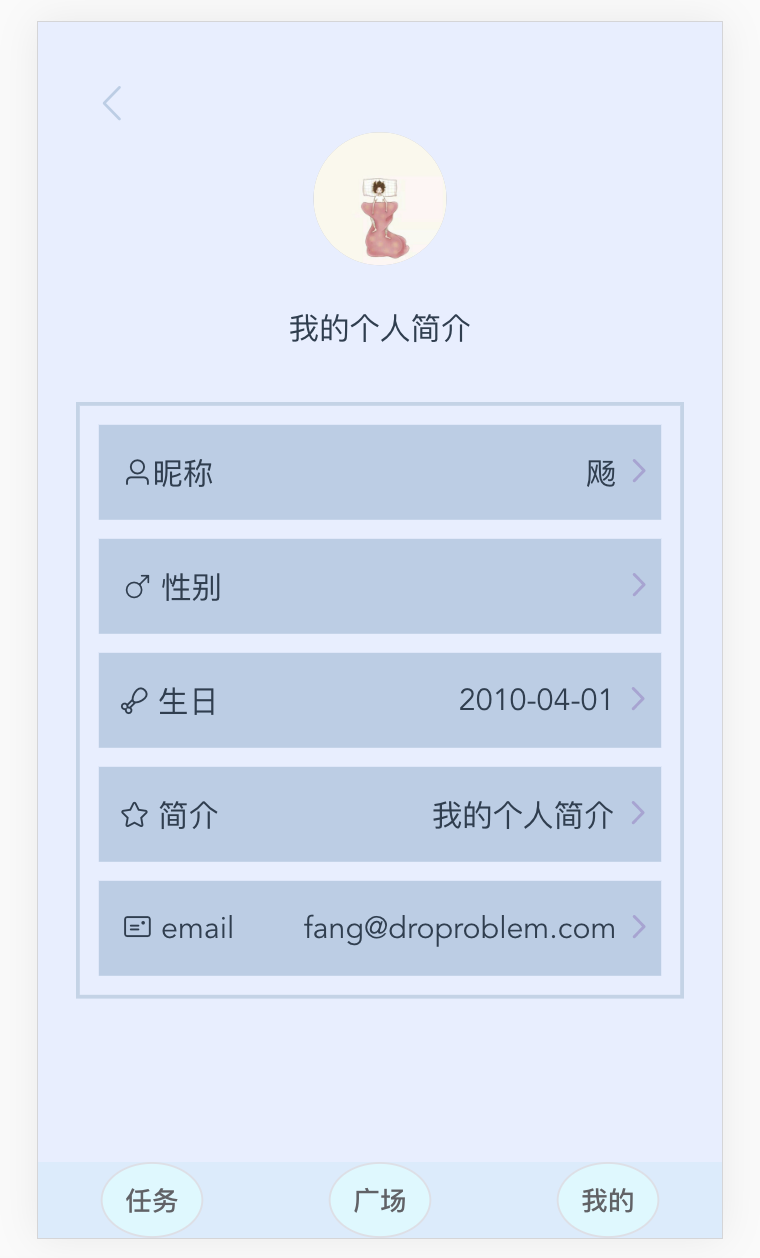 我的个人简介
昵称 飏
性别
生日 2010-04-01
简介 我的个人简介
email fang@droproblem.com
任务 广场 我的